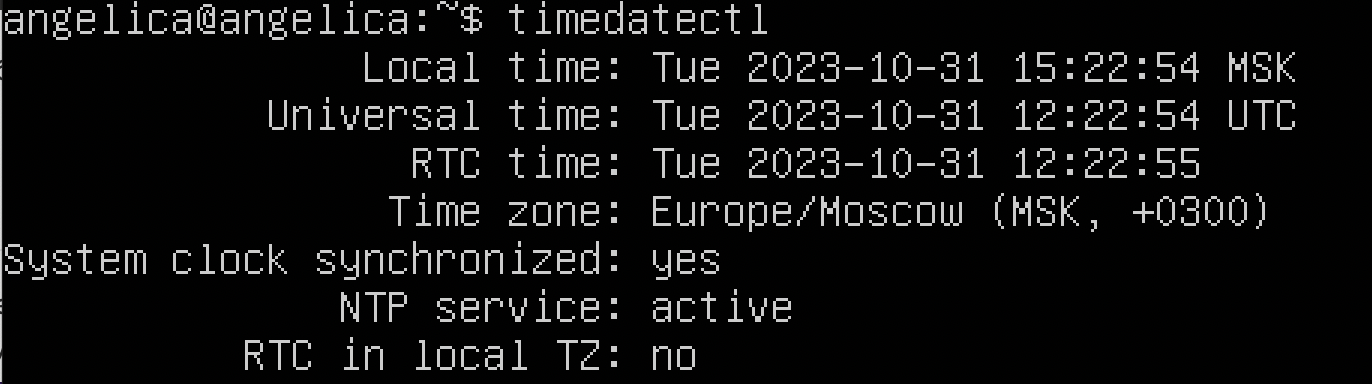 angelica@angelica:~$ timedatectl
Local time: Tue 2023-10-31 15:22:54 MSK
Universal time: Tue 2023-10-31 12:22:54 UTC
RTC time: Tue 2023-10-31 12:22:55
Time zone: Europe/Moscow (MSK, +0300)
System clock synchronized: yes
NTP service: active
RTC in local TZ: no